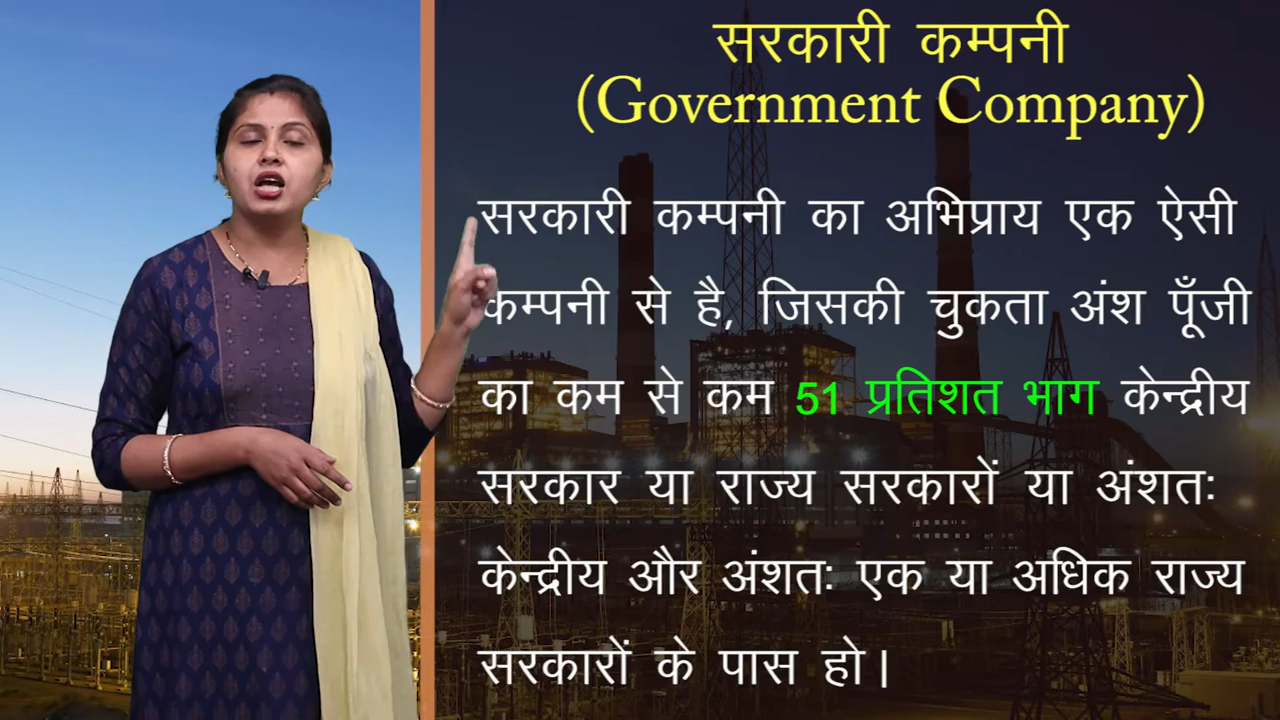 सरकारी कम्पनी
(Government Company)
सरकारी कम्पनी का अभिप्राय एक ऐसी
कम्पनी से है, जिसकी चुकता अंश पूँजी
का कम से कम 51 प्रतिशत भाग केन्द्रीय
सरकार या राज्य सरकारों या अंशतः
केन्द्रीय और अंशतः एक या अधिक राज्य
सरकारों के पास हो।